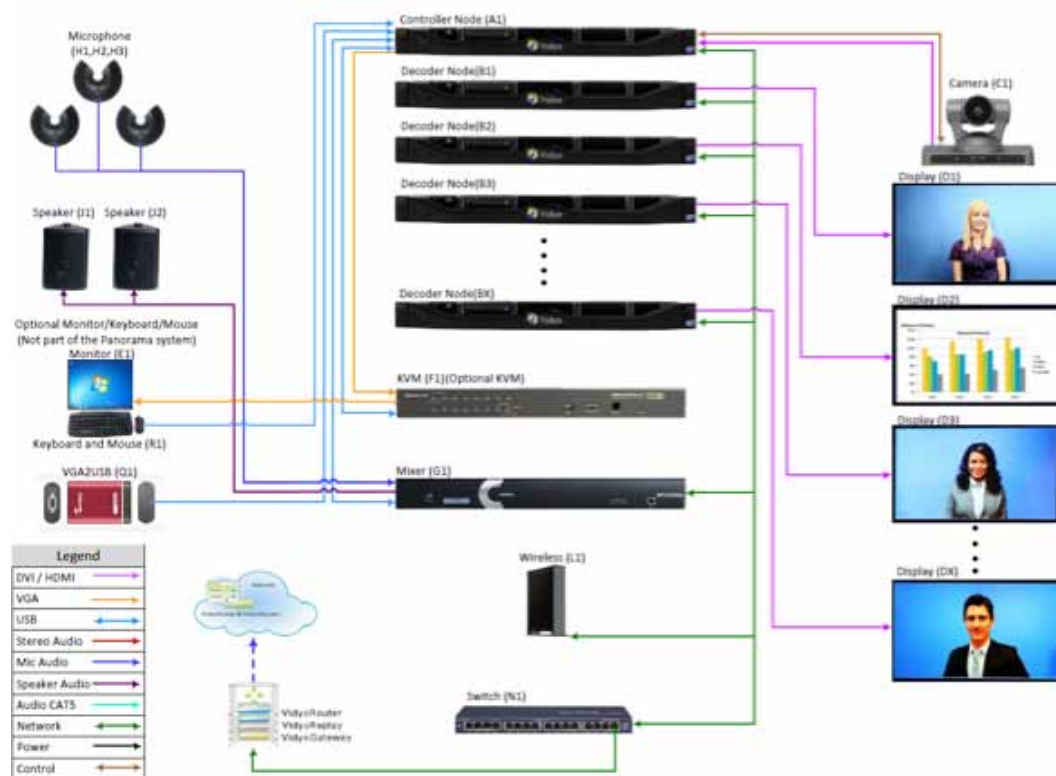 Controller Node (A1)
Microphone
(H1,H2,H3)
Decoder Node(B1)
Camera (C1)
Decoder Node(B2)
Display (D1)
Decoder Node(B3)
Speaker (J1) Speaker (J2)
Decoder Node(BX)
Display (D2)
Optional Monitor/Keyboard/Mouse
(Not part of the Panorama system)
Monitor (E1)
KVM (F1)(Optional KVM)
Display (D3)
Keyboard and Mouse (R1)
VGA2USB (Q1)
Mixer (G1)
Legend
DVI / HDMI
VGA
USB
Stereo Audio
Mic Audio
Speaker Audio
Audio CAT5
Network
Power
Control
Wireless (L1)
Display (DX)
Switch (N1)
VidyoRouter
VidyoReplay
VidyoGateway